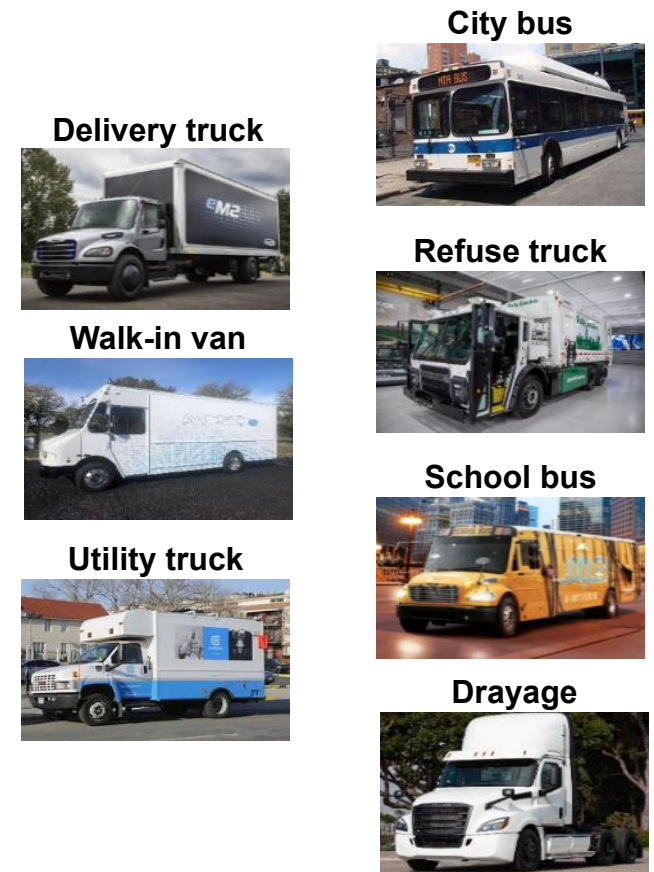 City bus
MTA BUS
Delivery truck
eM2
Refuse truck
Walk-in van
School bus
Utility truck
Drayage